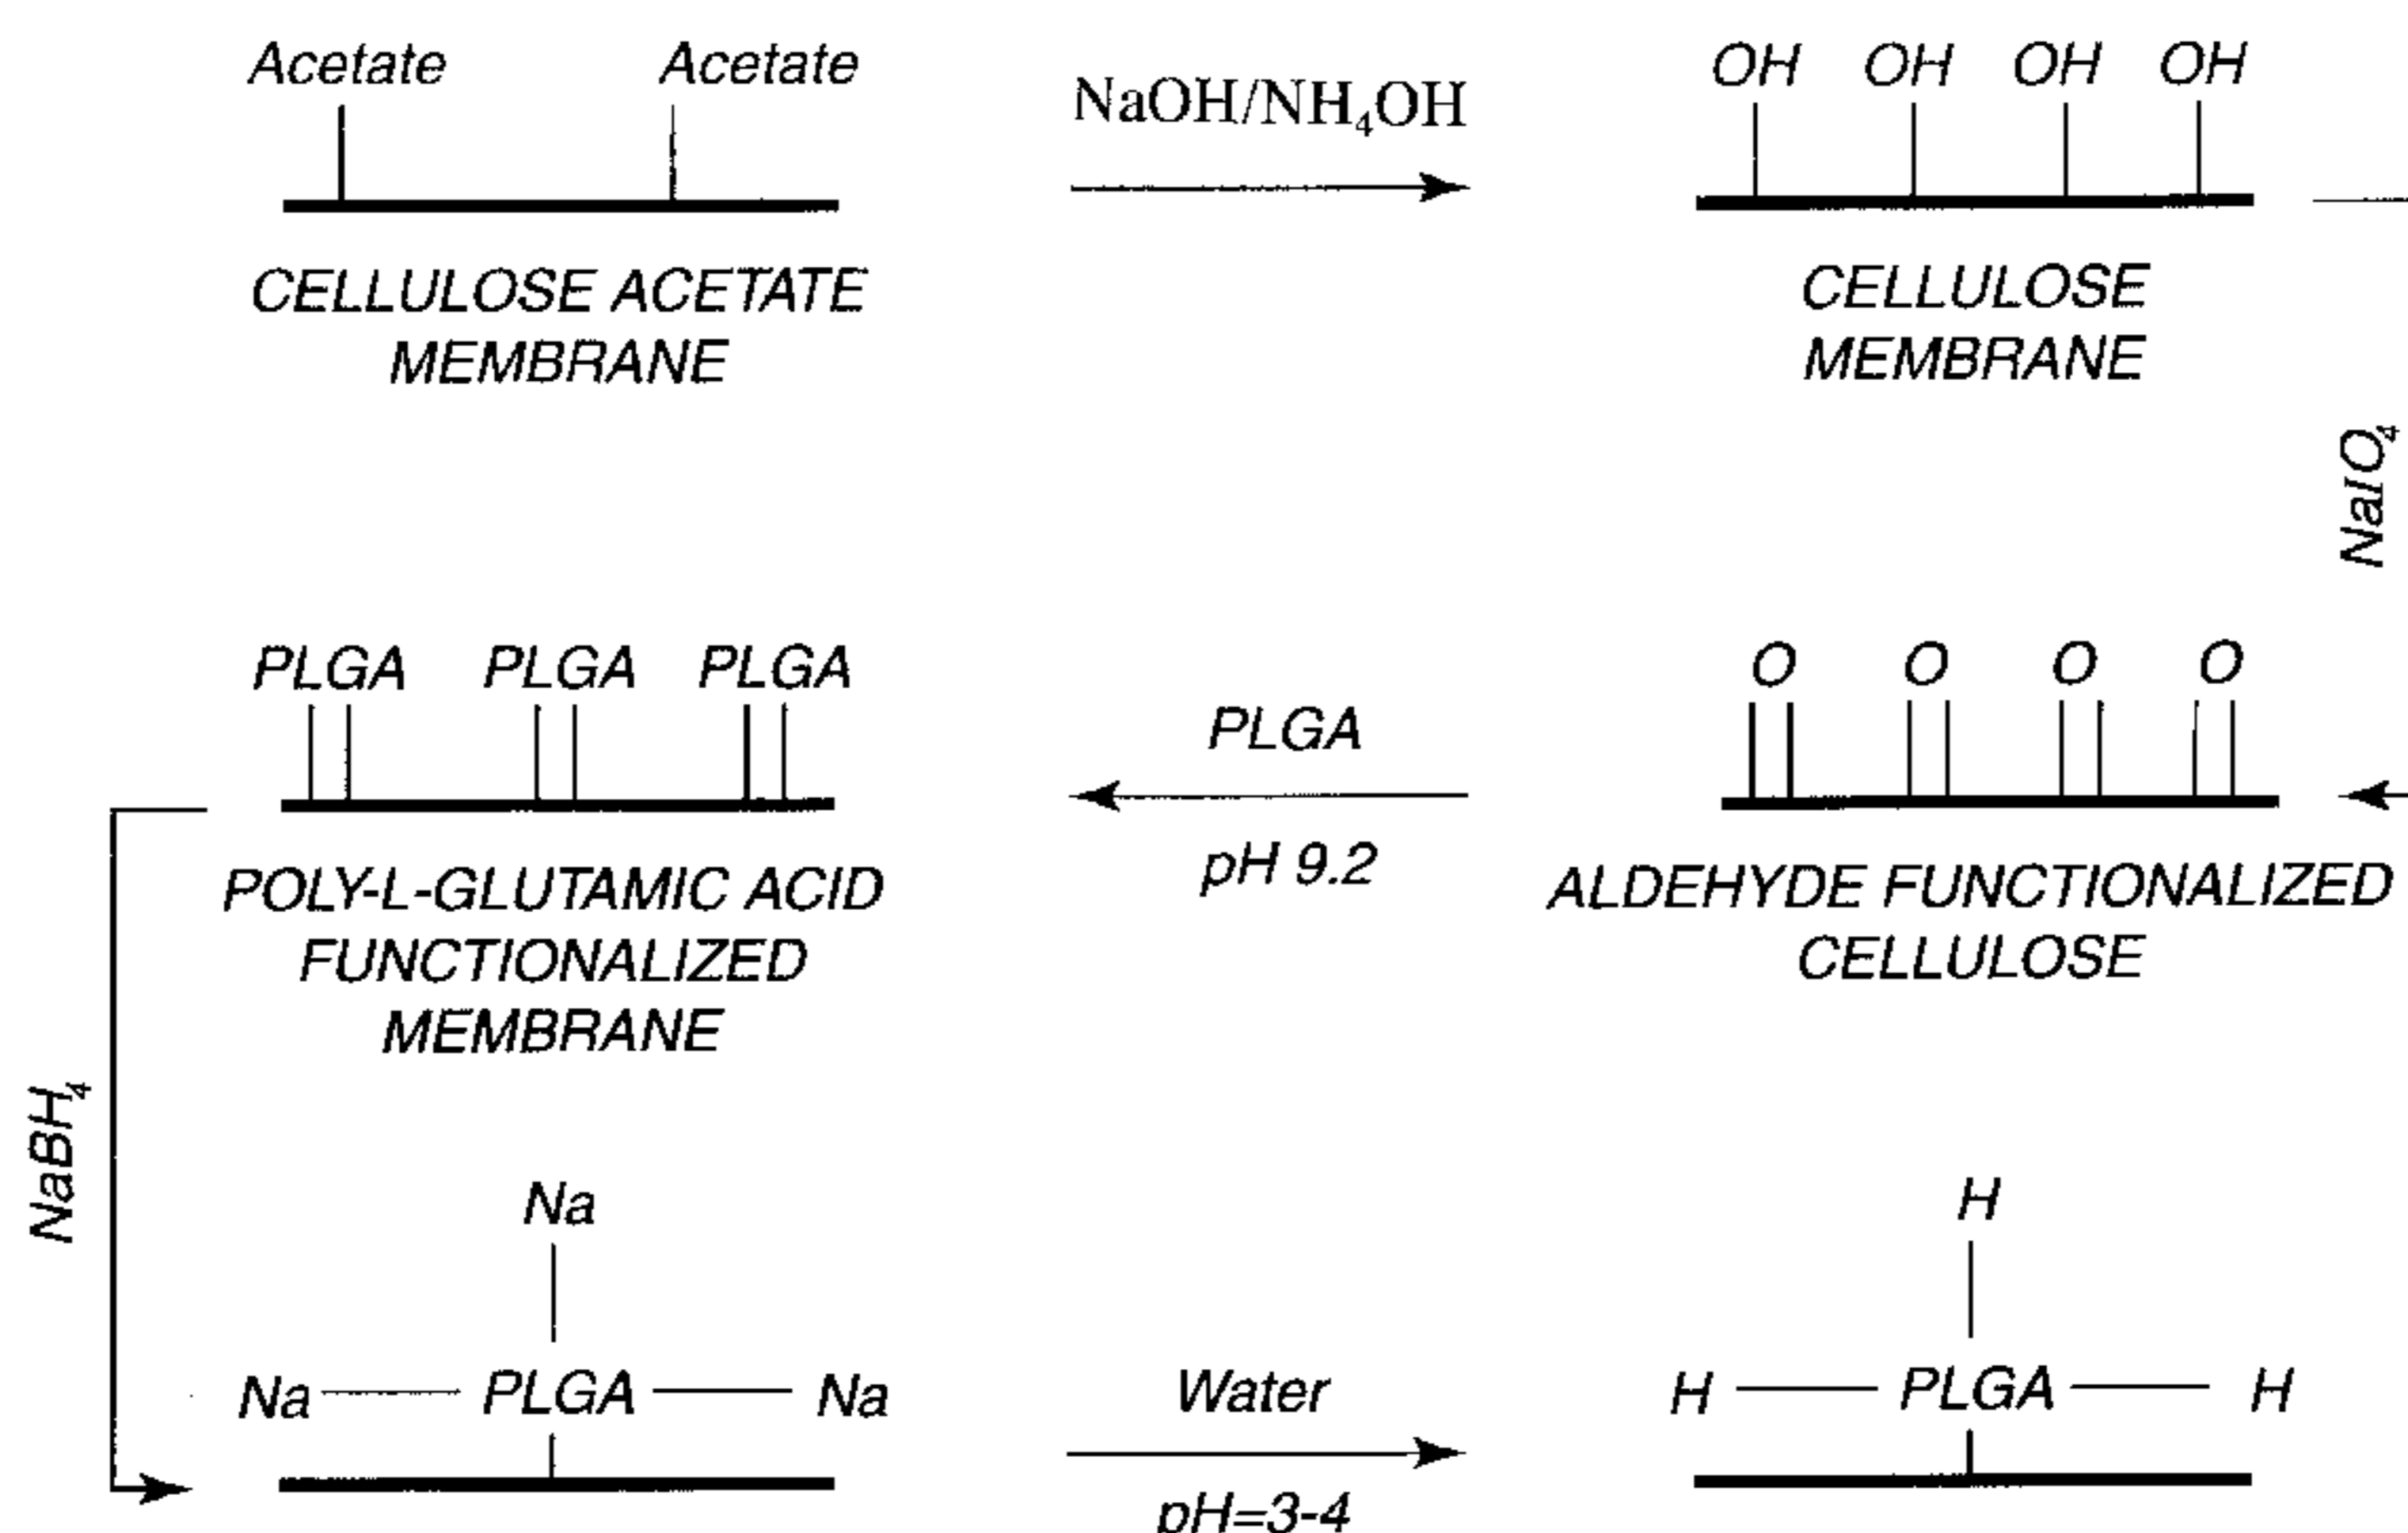 Acetate Acetate
NaOH/NH₄OH
OH OH OH OH
CELLULOSE ACETATE
MEMBRANE
CELLULOSE
MEMBRANE
NaIO₄
PLGA PLGA PLGA
PLGA
pH 9.2
O O O O
POLY-L-GLUTAMIC ACID
FUNCTIONALIZED
MEMBRANE
ALDEHYDE FUNCTIONALIZED
CELLULOSE
NaBH₄
Na
Na PLGA Na
Water
pH=3-4
H
H PLGA H